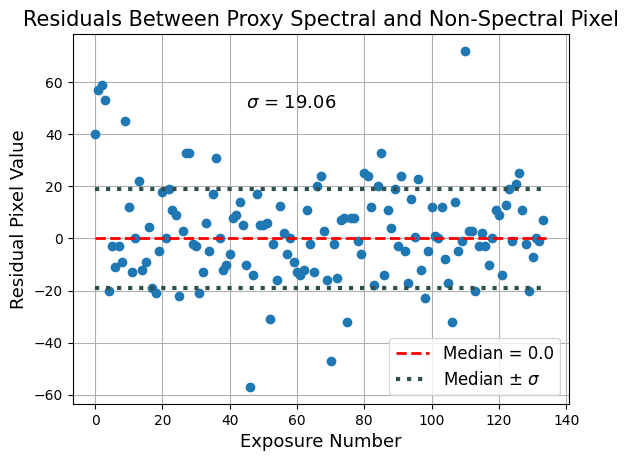 Residuals Between Proxy Spectral and Non-Spectral Pixel
Residual Pixel Value
60
40
20
0
−20
−40
−60
σ = 19.06
Median = 0.0
Median ± σ
0 20 40 60 80 100 120 140
Exposure Number